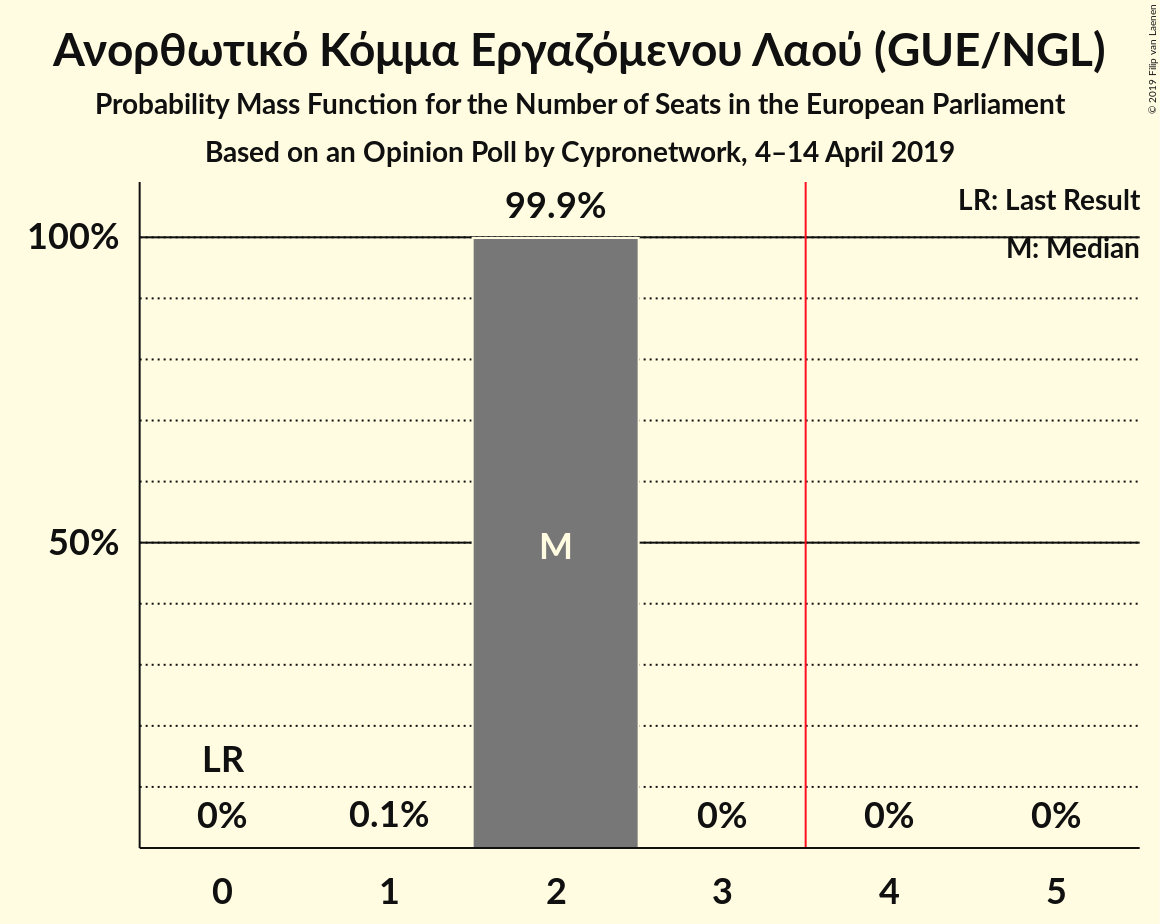 Ανορθωτικό Κόμμα Εργαζόμενου Λαού (GUE/NGL)
Probability Mass Function for the Number of Seats in the European Parliament
Based on an Opinion Poll by Cypronetwork, 4–14 April 2019
© 2019 Filip van Laenen
LR: Last Result
M: Median
99.9%
100%
50%
M
LR
0%
0.1%
0%
0%
0%
0
1
2
3
4
5